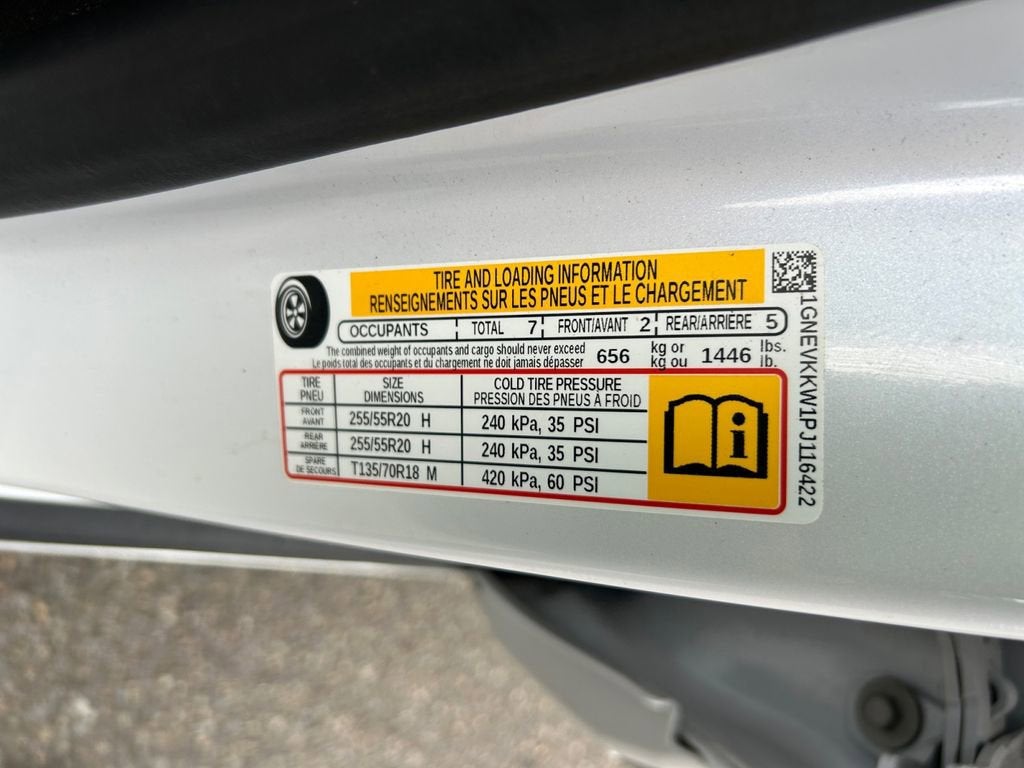 TIRE AND LOADING INFORMATION
RENSEIGNEMENTS SUR LES PNEUS ET LE CHARGEMENT
OCCUPANTS TOTAL 7 FRONT/AVANT 2 REAR/ARRIÈRE 5
The combined weight of occupants and cargo should never exceed 656 kg or 1446 lbs.
Le poids total des occupants et du chargement ne doit jamais dépasser kg ou lb.
TIRE SIZE COLD TIRE PRESSURE
PNEU DIMENSIONS PRESSION DES PNEUS À FROID
FRONT
AVANT 255/55R20 H 240 kPa, 35 PSI
REAR
ARRIÈRE 255/55R20 H 240 kPa, 35 PSI
SPARE
DE SECOURS T135/70R18 M 420 kPa, 60 PSI
1GNEVKKW1PJ116422